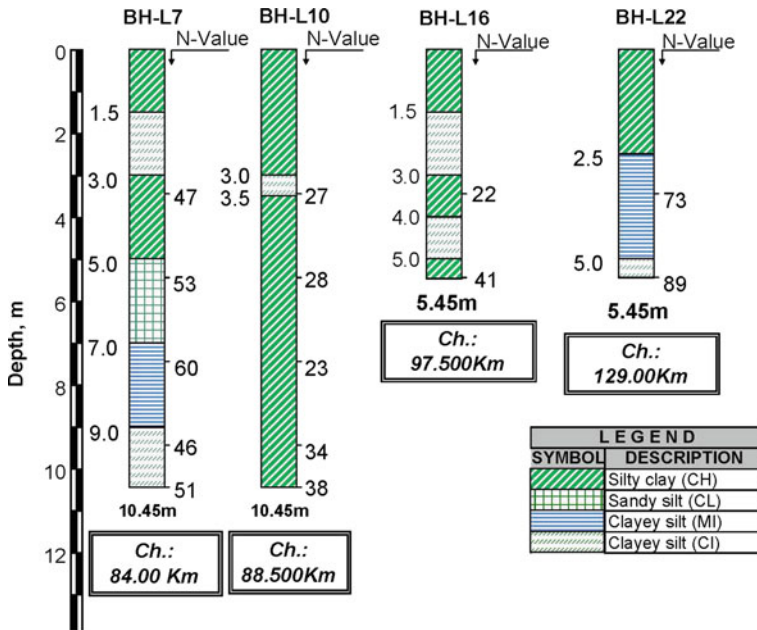 BH-L7
BH-L10
BH-L16
BH-L22
N-Value
N-Value
N-Value
N-Value
Depth, m
0
2
4
6
8
10
12
1.5
3.0
5.0
7.0
9.0
47
53
60
46
51
10.45m
Ch.:
84.00 Km
3.0
3.5
27
28
23
34
38
10.45m
Ch.:
88.500Km
1.5
3.0
4.0
5.0
22
41
5.45m
Ch.:
97.500Km
2.5
5.0
73
89
5.45m
Ch.:
129.00Km
LEGEND
SYMBOL DESCRIPTION
Silty clay (CH)
Sandy silt (CL)
Clayey silt (MI)
Clayey silt (CI)